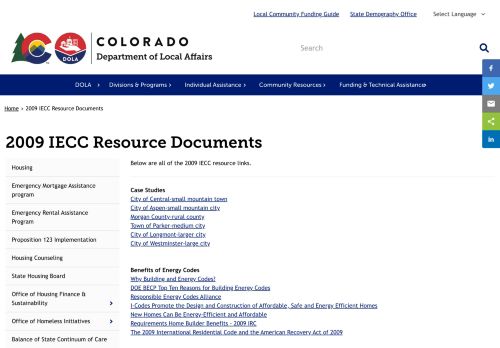 Local Community Funding Guide State Demography Office Select Language
COLORADO
Department of Local Affairs
DOLA
Search
DOLA Divisions & Programs Individual Assistance Community Resources Funding & Technical Assistance
Home > 2009 IECC Resource Documents
2009 IECC Resource Documents
Housing
Emergency Mortgage Assistance
program
Emergency Rental Assistance
Program
Proposition 123 Implementation
Housing Counseling
State Housing Board
Office of Housing Finance &
Sustainability
Office of Homeless Initiatives
Balance of State Continuum of Care
Below are all of the 2009 IECC resource links.
Case Studies
City of Central-small mountain town
City of Aspen-small mountain city
Morgan County-rural county
Town of Parker-medium city
City of Longmont-larger city
City of Westminster-large city
Benefits of Energy Codes
Why Building and Energy Codes?
DOE BECP Top Ten Reasons for Building Energy Codes
Responsible Energy Codes Alliance
I-Codes Promote the Design and Construction of Affordable, Safe and Energy Efficient Homes
New Homes Can Be Energy-Efficient and Affordable
Requirements Home Builder Benefits - 2009 IRC
The 2009 International Residential Code and the American Recovery Act of 2009